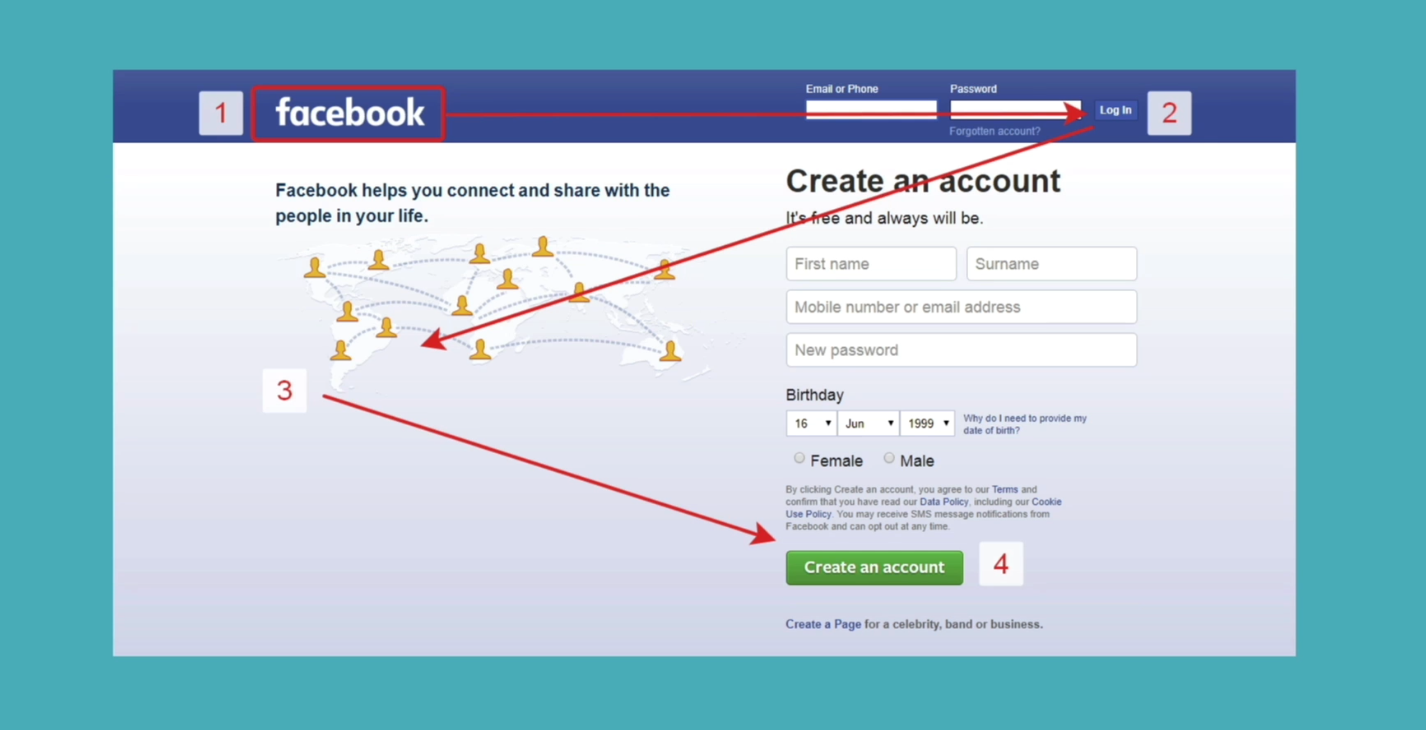 1
facebook
Email or Phone
Password
Log In
2
Forgotten account?
Facebook helps you connect and share with the
people in your life.
3
Create an account
It's free and always will be.
First name
Surname
Mobile number or email address
New password
Birthday
16
Jun
1999
Why do I need to provide my
date of birth?
Female
Male
By clicking Create an account, you agree to our Terms and
confirm that you have read our Data Policy, including our Cookie
Use Policy. You may receive SMS message notifications from
Facebook and can opt out at any time.
Create an account
4
Create a Page for a celebrity, band or business.